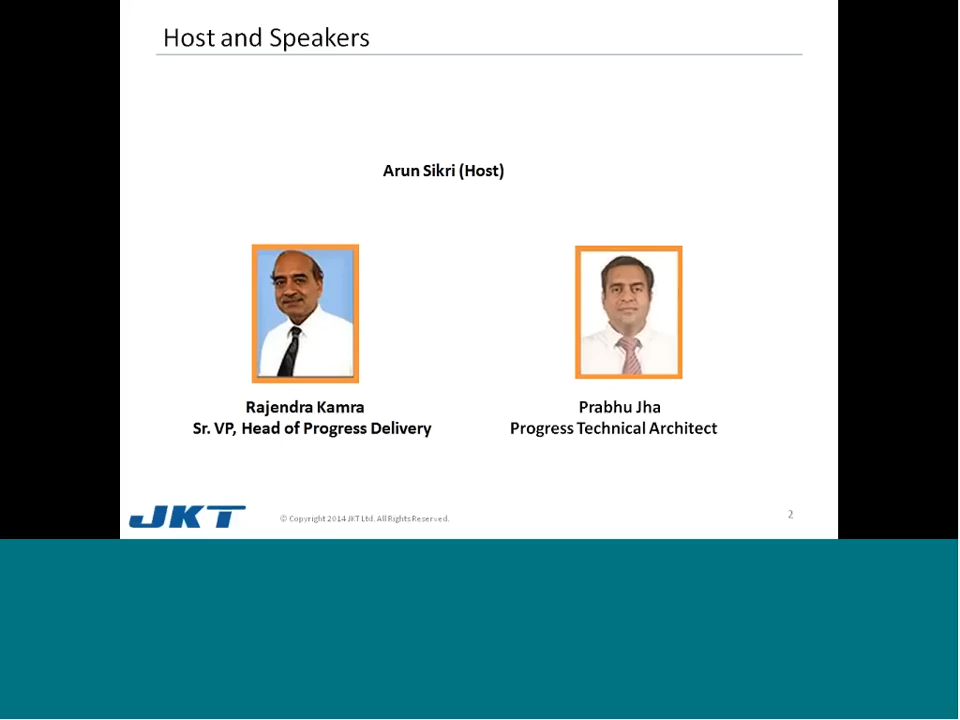 Host and Speakers
Arun Sikri (Host)
Rajendra Kamra
Sr. VP, Head of Progress Delivery
Prabhu Jha
Progress Technical Architect
JKT
© Copyright 2014 JKT Ltd. All Rights Reserved.
2